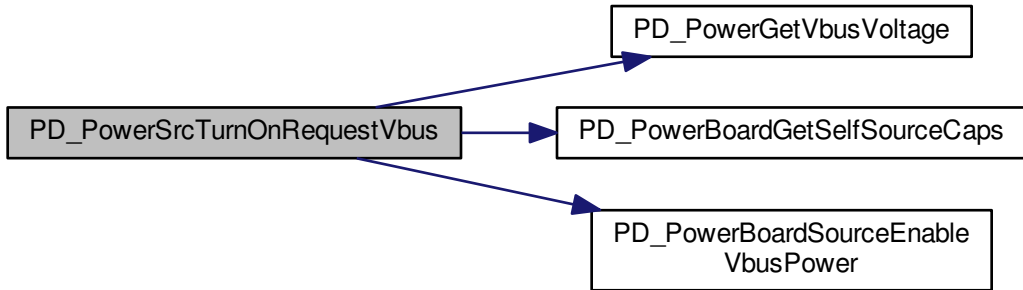 PD_PowerGetVbusVoltage
PD_PowerSrcTurnOnRequestVbus
PD_PowerBoardGetSelfSourceCaps
PD_PowerBoardSourceEnable
VbusPower